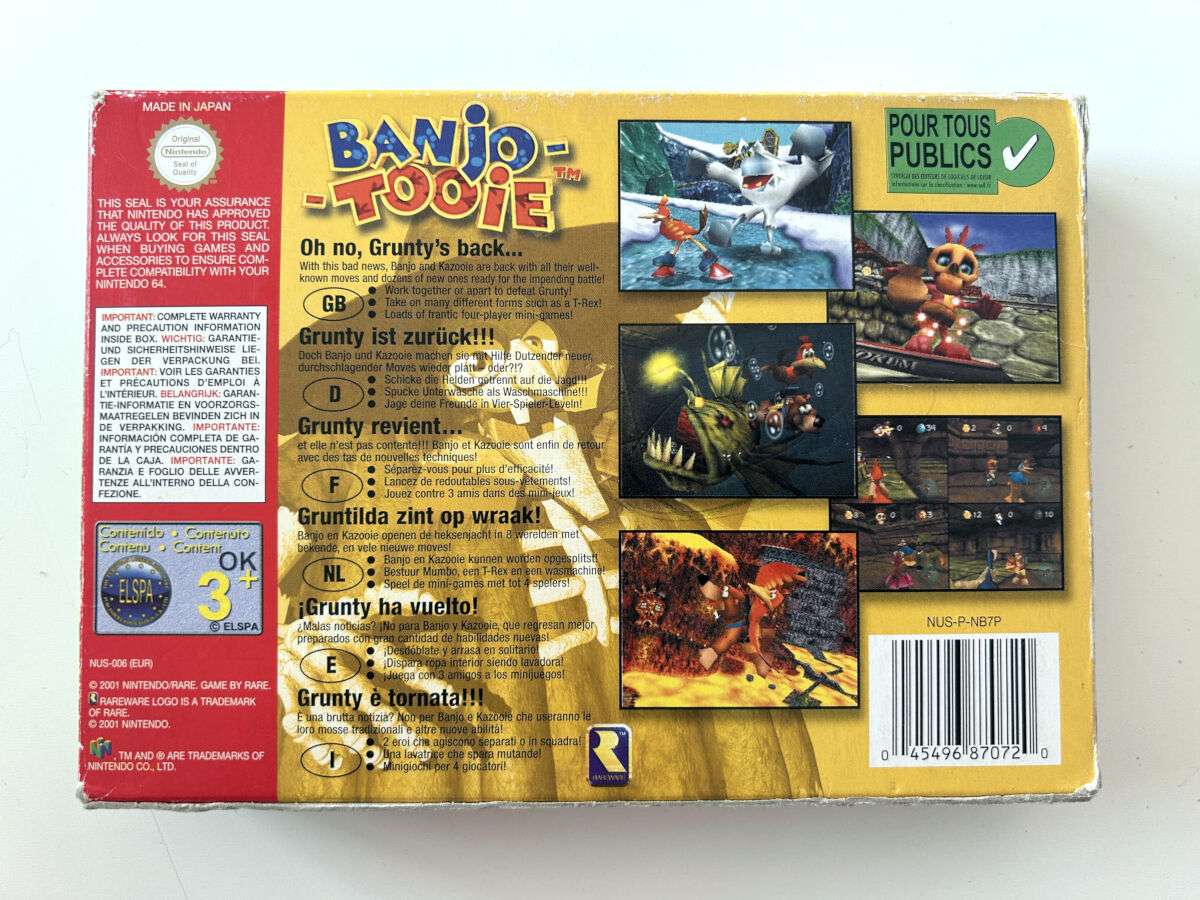 MADE IN JAPAN
Original
Nintendo
Seal of
Quality
THIS SEAL IS YOUR ASSURANCE
THAT NINTENDO HAS APPROVED
THE QUALITY OF THIS PRODUCT.
ALWAYS LOOK FOR THIS SEAL
WHEN BUYING GAMES AND
ACCESSORIES TO ENSURE COM-
PLETE COMPATIBILITY WITH YOUR
NINTENDO 64.
IMPORTANT: COMPLETE WARRANTY
AND PRECAUTION INFORMATION
INSIDE BOX. WICHTIG: GARANTIE-
UND SICHERHEITSHINWEISE LIE-
GEN DER VERPACKUNG BEI.
IMPORTANT: VOIR LES GARANTIES
ET PRÉCAUTIONS D'EMPLOI À
L'INTÉRIEUR. BELANGRIJK: GARAN-
TIE-INFORMATIE EN VOORZORGS-
MAATREGELEN BEVINDEN ZICH IN
DE VERPAKKING. IMPORTANTE:
INFORMACIÓN COMPLETA DE GA-
RANTÍA Y PRECAUCIONES DENTRO
DE LA CAJA. IMPORTANTE: GA-
RANZIA E FOGLIO DELLE AVVER-
TENZE ALL'INTERNO DELLA CON-
FEZIONE.
Contenido • Contenuto
Contenu • Content
ELSPA
OK
3+
© ELSPA
NUS-006 (EUR)
© 2001 NINTENDO/RARE. GAME BY RARE.
RAREWARE LOGO IS A TRADEMARK
OF RARE.
© 2001 NINTENDO.
, TM AND ® ARE TRADEMARKS OF
NINTENDO CO., LTD.
BANJO-
-TOOIE™
Oh no, Grunty's back...
With this bad news, Banjo and Kazooie are back with all their well-
known moves and dozens of new ones ready for the impending battle!
GB
• Work together or apart to defeat Grunty!
• Take on many different forms such as a T-Rex!
• Loads of frantic four-player mini-games!
Grunty ist zurück!!!
Doch Banjo und Kazooie machen sie mit Hilfe Dutzender neuer,
durchschlagender Moves wieder platt - oder?!?
D
• Schicke die Helden getrennt auf die Jagd!!!
• Spucke Unterwäsche als Waschmaschine!!!
• Jage deine Freunde in Vier-Spieler-Leveln!
Grunty revient...
et elle n'est pas contente!!! Banjo et Kazooie sont enfin de retour
avec des tas de nouvelles techniques!
F
• Séparez-vous pour plus d'efficacité!
• Lancez de redoutables sous-vêtements!
• Jouez contre 3 amis dans des mini-jeux!
Gruntilda zint op wraak!
Banjo en Kazooie openen de heksenjacht in 8 werelden met
bekende, en vele nieuwe moves!
NL
• Banjo en Kazooie kunnen worden opgesplitst!
• Bestuur Mumbo, een T-Rex en een wasmachine!
• Speel de mini-games met tot 4 spelers!
¡Grunty ha vuelto!
¿Malas noticias? ¡No para Banjo y Kazooie, que regresan mejor
preparados con gran cantidad de habilidades nuevas!
E
• ¡Desdóblate y arrasa en solitario!
• ¡Dispara ropa interior siendo lavadora!
• ¡Juega con 3 amigos a los minijuegos!
Grunty è tornata!!!
È una brutta notizia? Non per Banjo e Kazooie che useranno le
loro mosse tradizionali e altre nuove abilità!
I
• 2 eroi che agiscono separati o in squadra!
• Una lavatrice che spara mutande!
• Minigiochi per 4 giocatori!
R™
RAREWARE
POUR TOUS
PUBLICS
SYNDICAT DES EDITEURS DE LOGICIELS DE LOISIR
informations sur la classification : www.sell.fr
NUS-P-NB7P
0 45496 87072 0